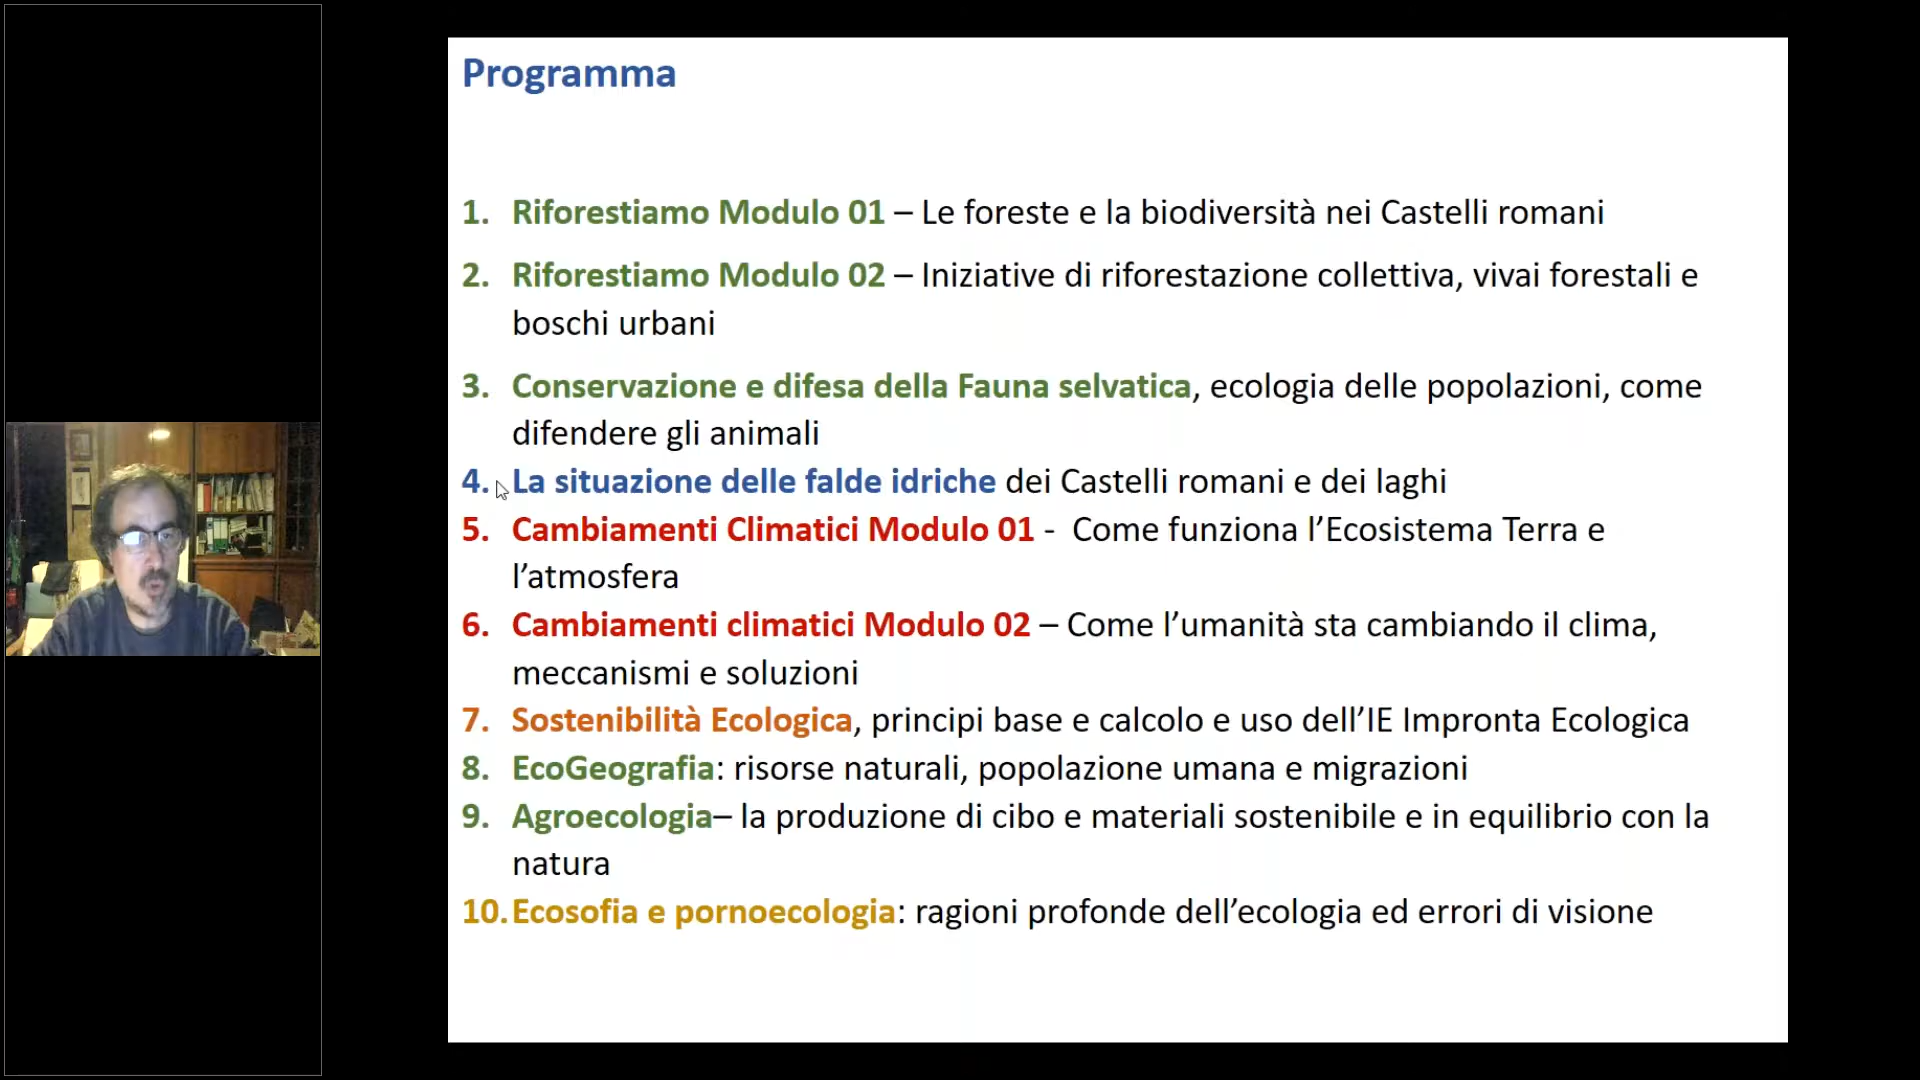 Programma
1. Riforestiamo Modulo 01 – Le foreste e la biodiversità nei Castelli romani
2. Riforestiamo Modulo 02 – Iniziative di riforestazione collettiva, vivai forestali e
boschi urbani
3. Conservazione e difesa della Fauna selvatica, ecologia delle popolazioni, come
difendere gli animali
4. La situazione delle falde idriche dei Castelli romani e dei laghi
5. Cambiamenti Climatici Modulo 01 - Come funziona l’Ecosistema Terra e
l’atmosfera
6. Cambiamenti climatici Modulo 02 – Come l’umanità sta cambiando il clima,
meccanismi e soluzioni
7. Sostenibilità Ecologica, principi base e calcolo e uso dell’IE Impronta Ecologica
8. EcoGeografia: risorse naturali, popolazione umana e migrazioni
9. Agroecologia– la produzione di cibo e materiali sostenibile e in equilibrio con la
natura
10. Ecosofia e pornoecologia: ragioni profonde dell’ecologia ed errori di visione